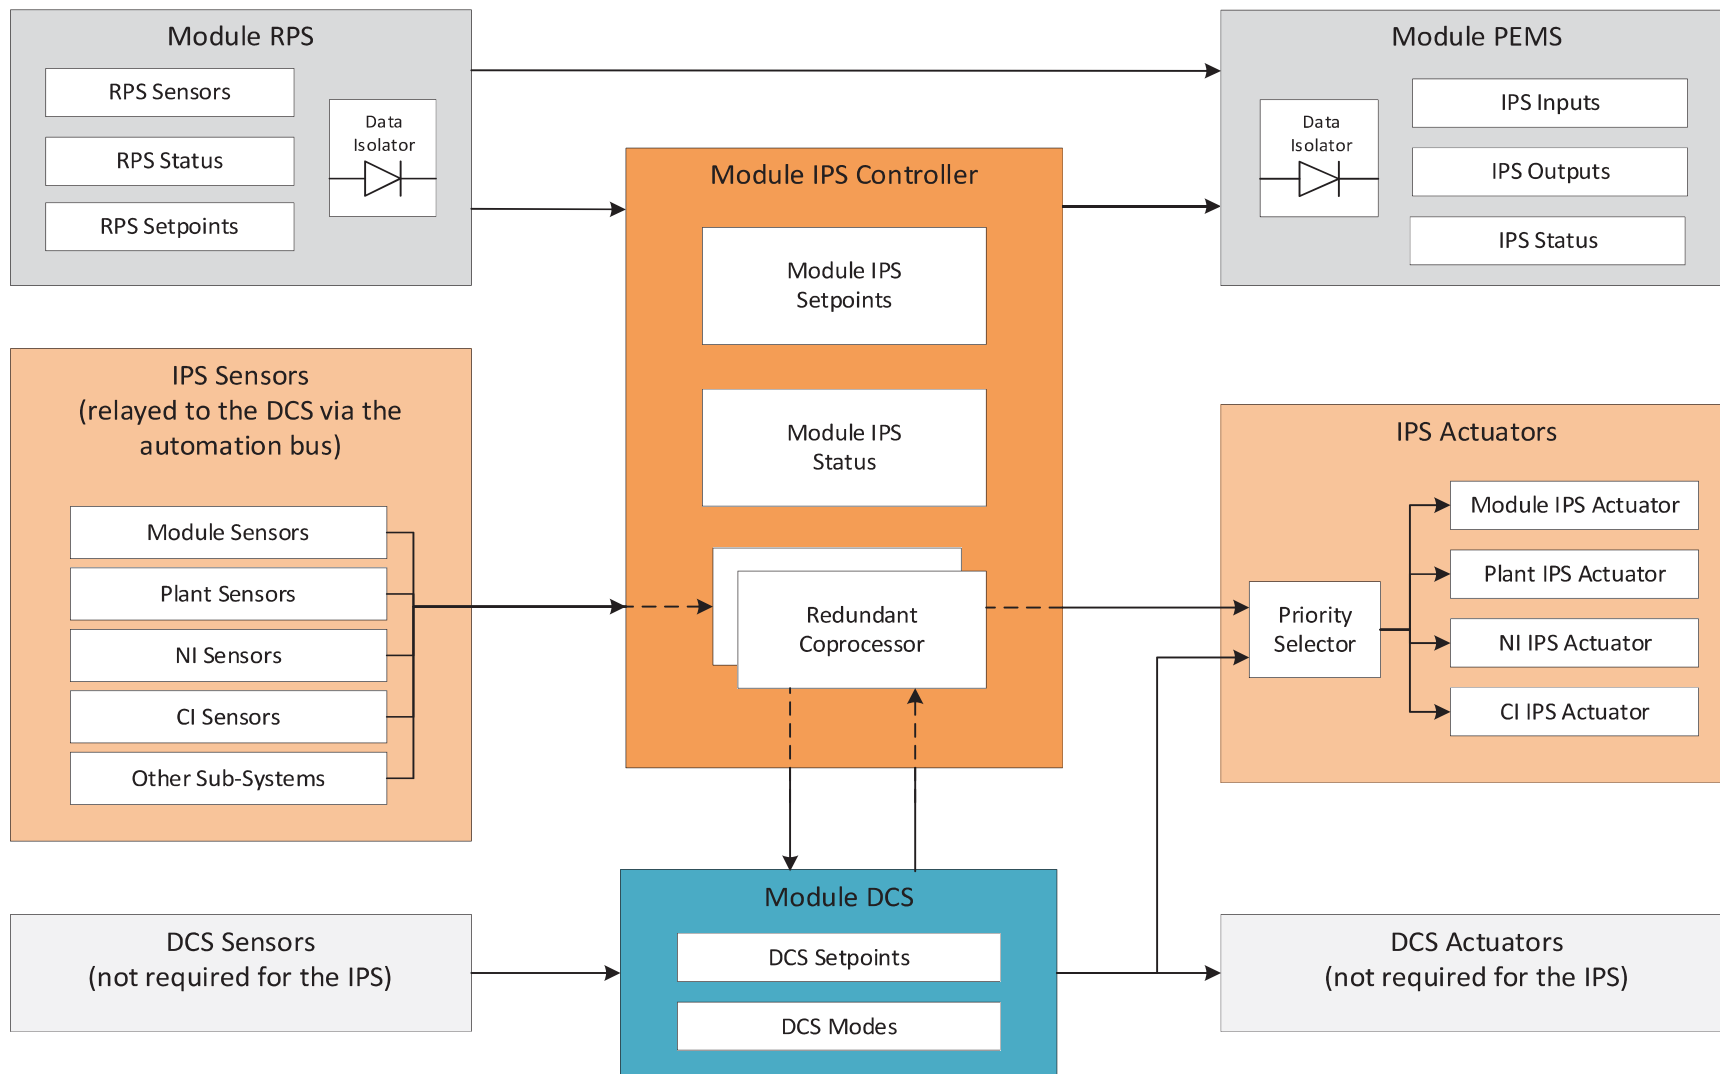 Module RPS
RPS Sensors
RPS Status
RPS Setpoints
Data
Isolator
Module PEMS
Data
Isolator
IPS Inputs
IPS Outputs
IPS Status
Module IPS Controller
Module IPS
Setpoints
Module IPS
Status
Redundant
Coprocessor
IPS Sensors
(relayed to the DCS via the
automation bus)
Module Sensors
Plant Sensors
NI Sensors
CI Sensors
Other Sub-Systems
IPS Actuators
Priority
Selector
Module IPS Actuator
Plant IPS Actuator
NI IPS Actuator
CI IPS Actuator
DCS Sensors
(not required for the IPS)
Module DCS
DCS Setpoints
DCS Modes
DCS Actuators
(not required for the IPS)